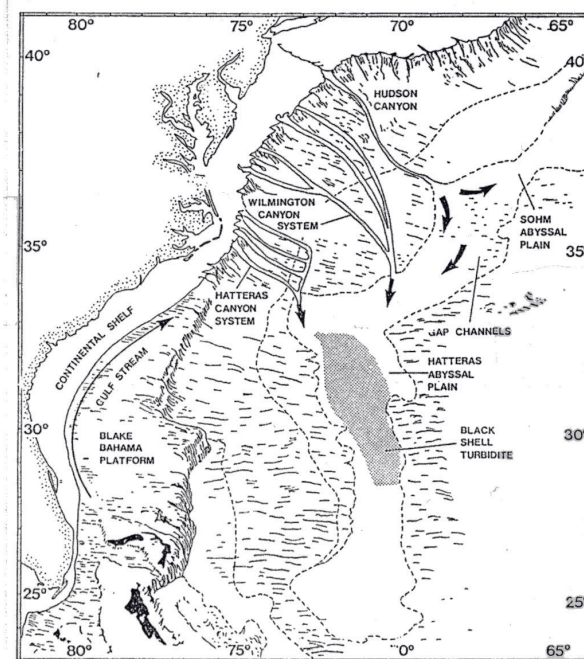 80° 75° 70° 65°
40° 40°
HUDSON
CANYON
WILMINGTON
CANYON
SYSTEM
SOHM
ABYSSAL
PLAIN
35° 35°
HATTERAS
CANYON
SYSTEM
CONTINENTAL SHELF
GULF STREAM
GAP CHANNELS
HATTERAS
ABYSSAL
PLAIN
30° 30°
BLAKE
BAHAMA
PLATFORM
BLACK
SHELL
TURBIDITE
25° 25°
80° 75° 70° 65°